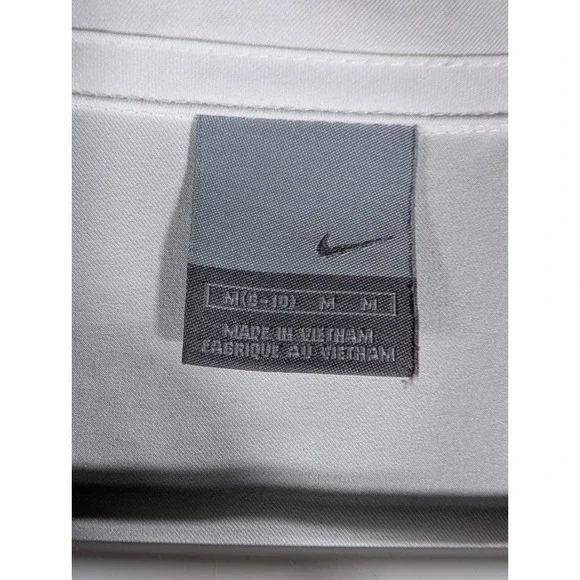 M(8-10) M M
MADE IN VIETNAM
FABRIQUE AU VIETNAM